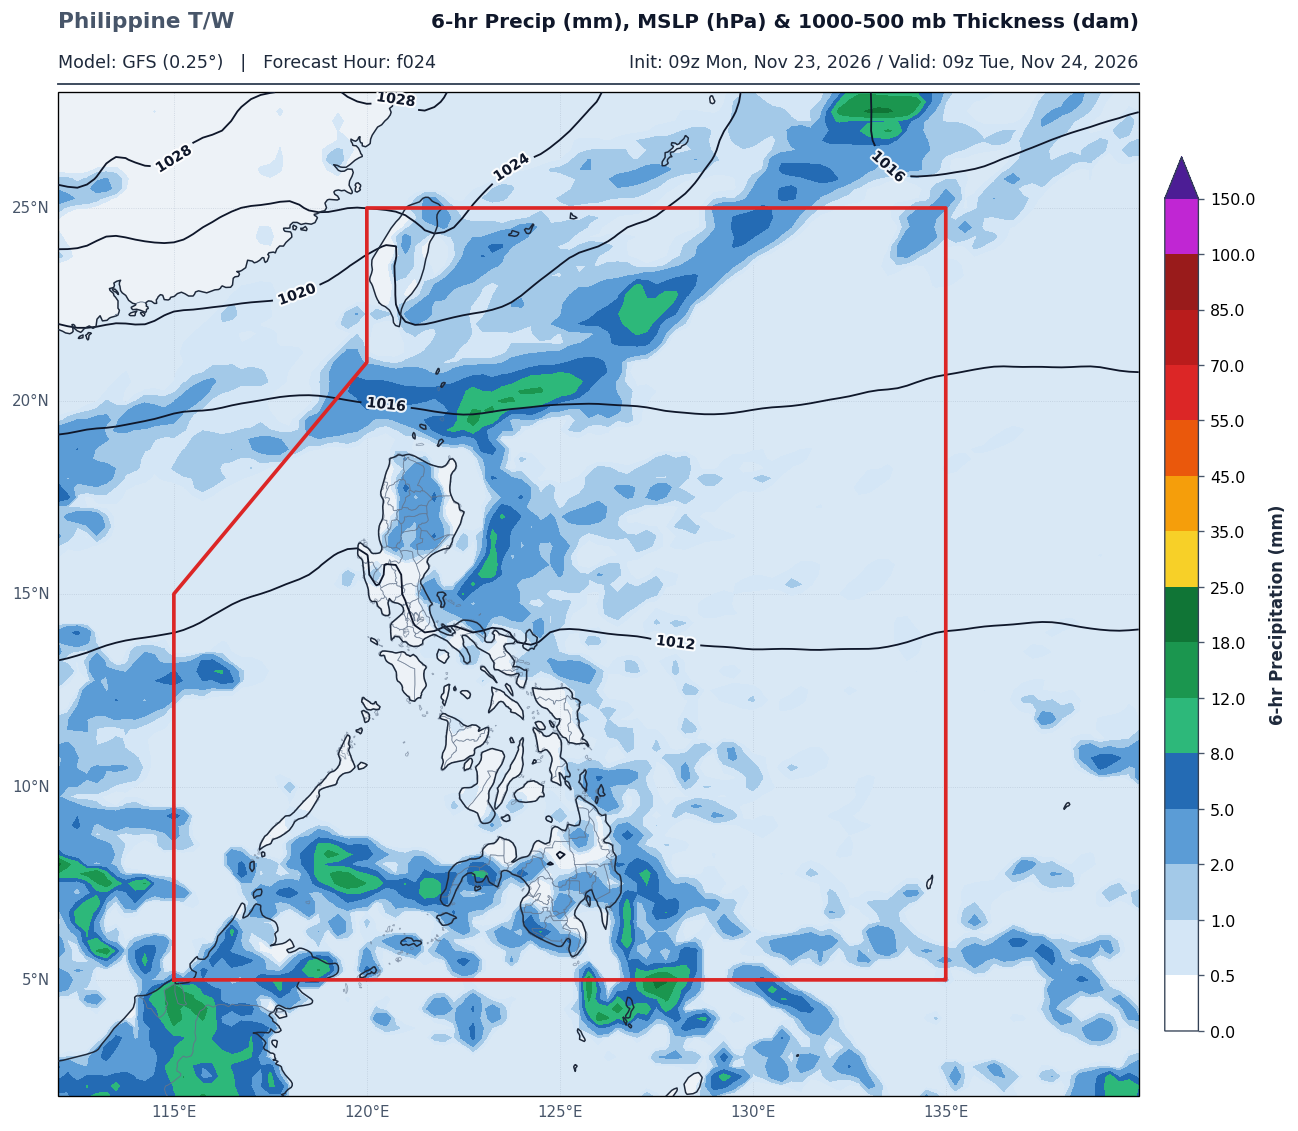 Philippine T/W
6-hr Precip (mm), MSLP (hPa) & 1000-500 mb Thickness (dam)
Model: GFS (0.25°) | Forecast Hour: f024
Init: 09z Mon, Nov 23, 2026 / Valid: 09z Tue, Nov 24, 2026
1028
1028
1024
1016
1020
1016
1012
25°N
20°N
15°N
10°N
5°N
115°E
120°E
125°E
130°E
135°E
150.0
100.0
85.0
70.0
55.0
45.0
35.0
25.0
18.0
12.0
8.0
5.0
2.0
1.0
0.5
0.0
6-hr Precipitation (mm)